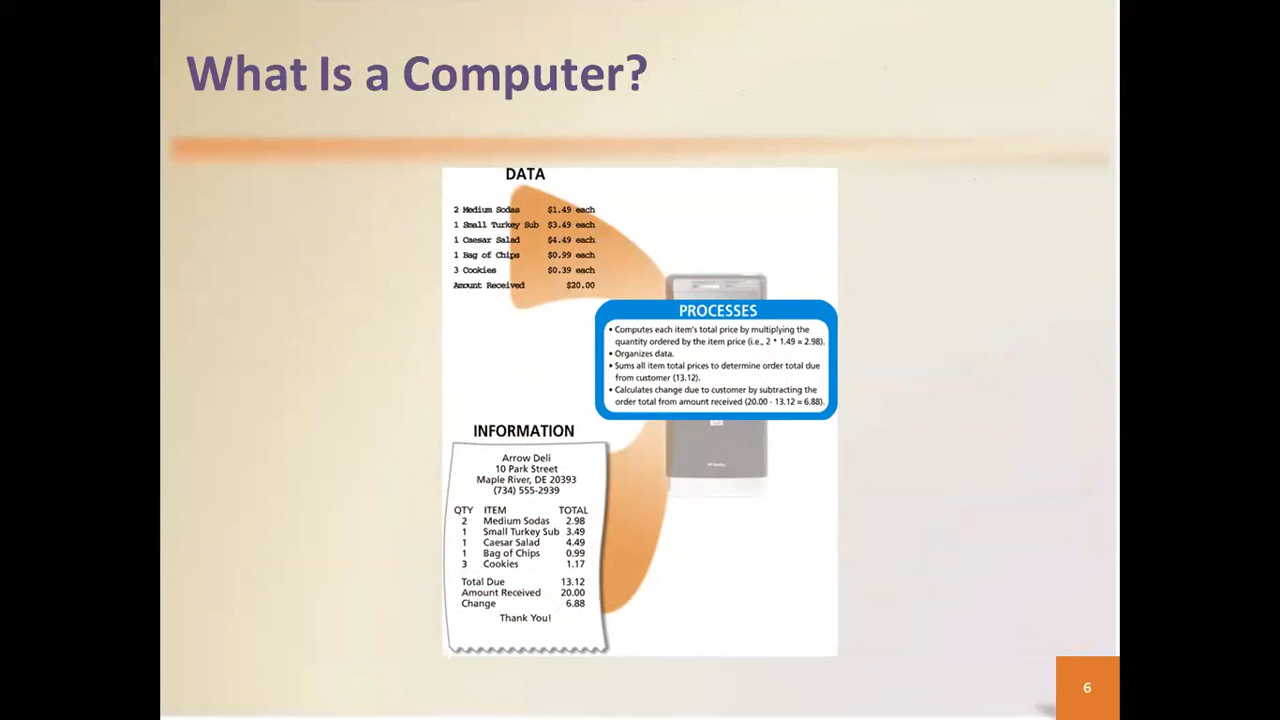 What Is a Computer?
DATA
2 Medium Sodas $1.49 each
1 Small Turkey Sub $3.49 each
1 Caesar Salad $4.49 each
1 Bag of Chips $0.99 each
3 Cookies $0.39 each
Amount Received $20.00
PROCESSES
• Computes each item's total price by multiplying the
quantity ordered by the item price (i.e., 2 * 1.49 = 2.98).
• Organizes data.
• Sums all item total prices to determine order total due
from customer (13.12).
• Calculates change due to customer by subtracting the
order total from amount received (20.00 - 13.12 = 6.88).
INFORMATION
Arrow Deli
10 Park Street
Maple River, DE 20393
(734) 555-2939
QTY ITEM TOTAL
2 Medium Sodas 2.98
1 Small Turkey Sub 3.49
1 Caesar Salad 4.49
1 Bag of Chips 0.99
3 Cookies 1.17
Total Due 13.12
Amount Received 20.00
Change 6.88
Thank You!
6